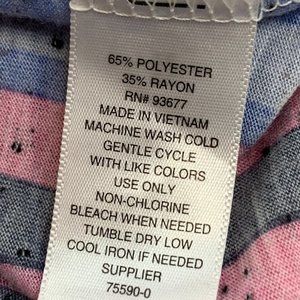 65% POLYESTER
35% RAYON
RN# 93677
MADE IN VIETNAM
MACHINE WASH COLD
GENTLE CYCLE
WITH LIKE COLORS
USE ONLY
NON-CHLORINE
BLEACH WHEN NEEDED
TUMBLE DRY LOW
COOL IRON IF NEEDED
SUPPLIER
75590-0